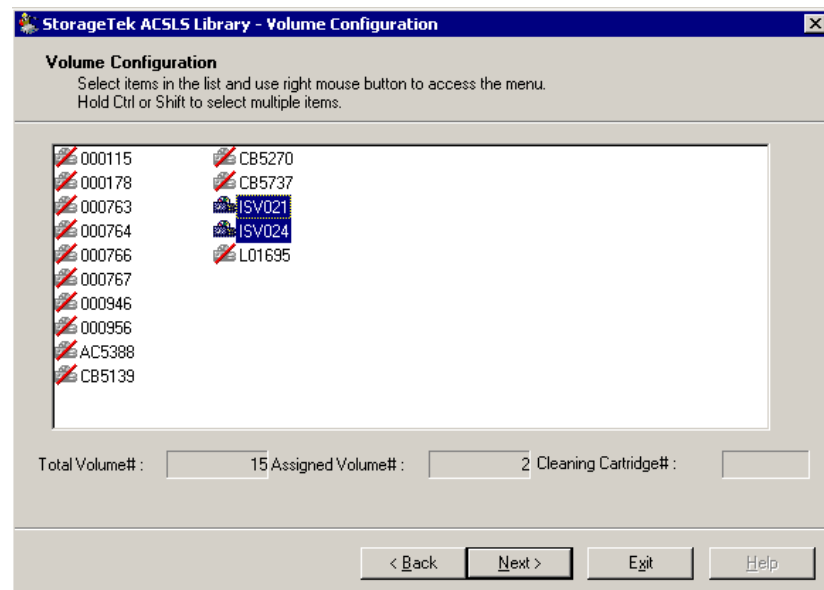 StorageTek ACSLS Library - Volume Configuration
Volume Configuration
Select items in the list and use right mouse button to access the menu.
Hold Ctrl or Shift to select multiple items.
000115
000178
000763
000764
000766
000767
000946
000956
AC5388
CB5139
CB5270
CB5737
ISV021
ISV024
L01695
Total Volume# : 15 Assigned Volume# : 2 Cleaning Cartridge# :
< Back Next > Exit Help